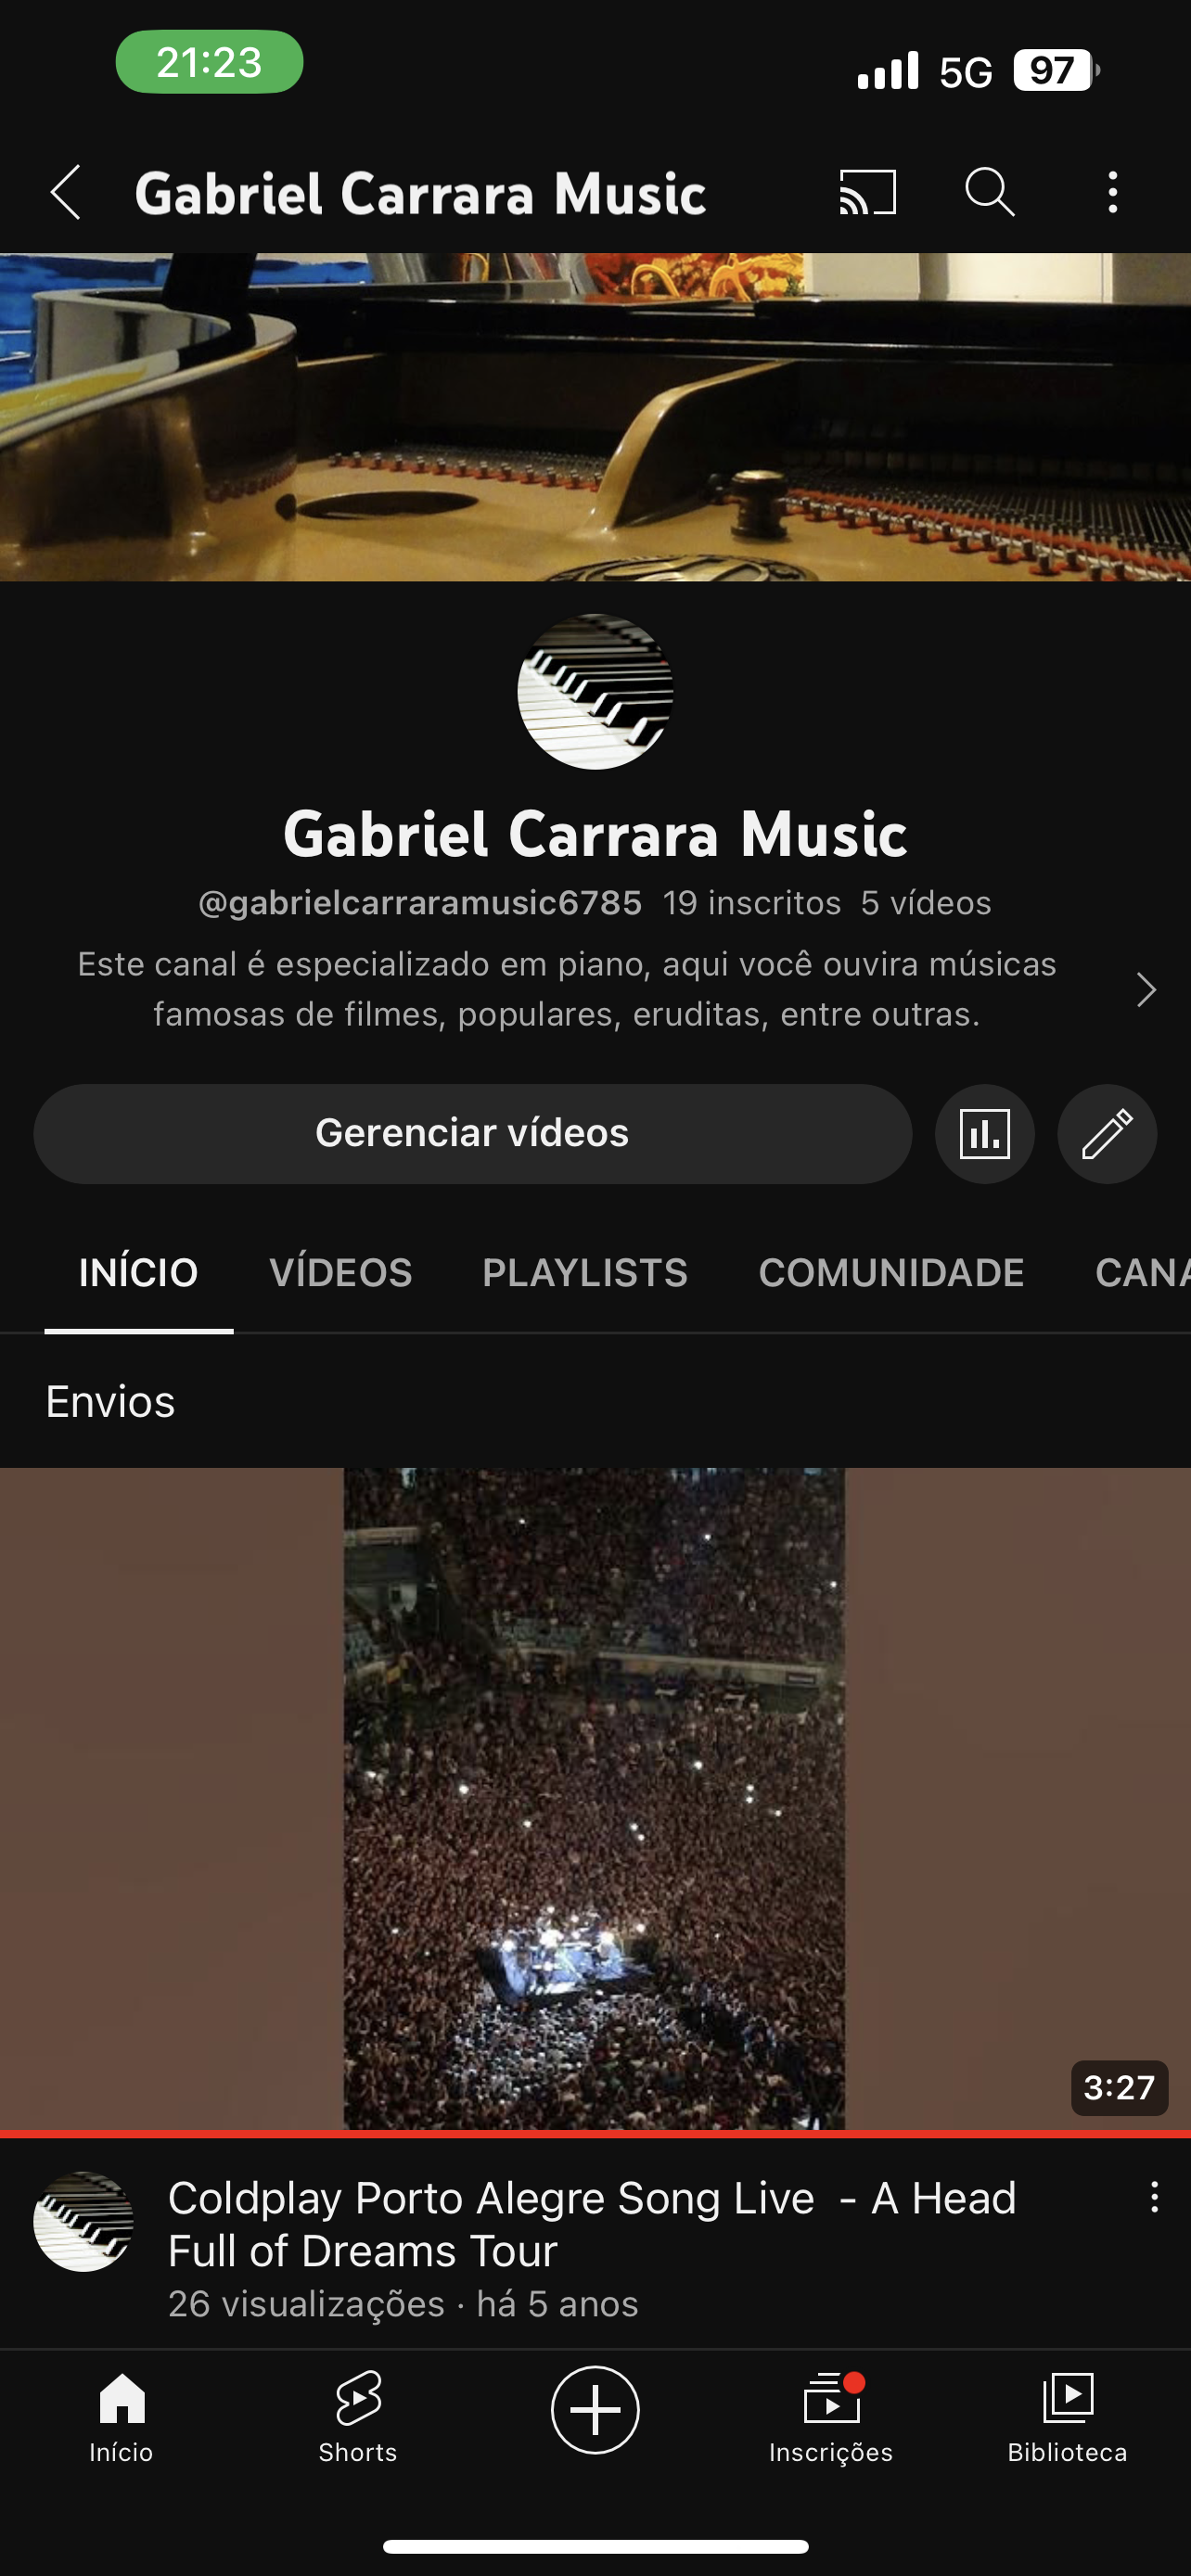 21:23
5G
97
Gabriel Carrara Music
Gabriel Carrara Music
@gabrielcarraramusic6785 19 inscritos 5 vídeos
Este canal é especializado em piano, aqui você ouvira músicas
famosas de filmes, populares, eruditas, entre outras.
Gerenciar vídeos
INÍCIO VÍDEOS PLAYLISTS COMUNIDADE CANA
Envios
3:27
Coldplay Porto Alegre Song Live - A Head
Full of Dreams Tour
26 visualizações · há 5 anos
Início Shorts Inscrições Biblioteca